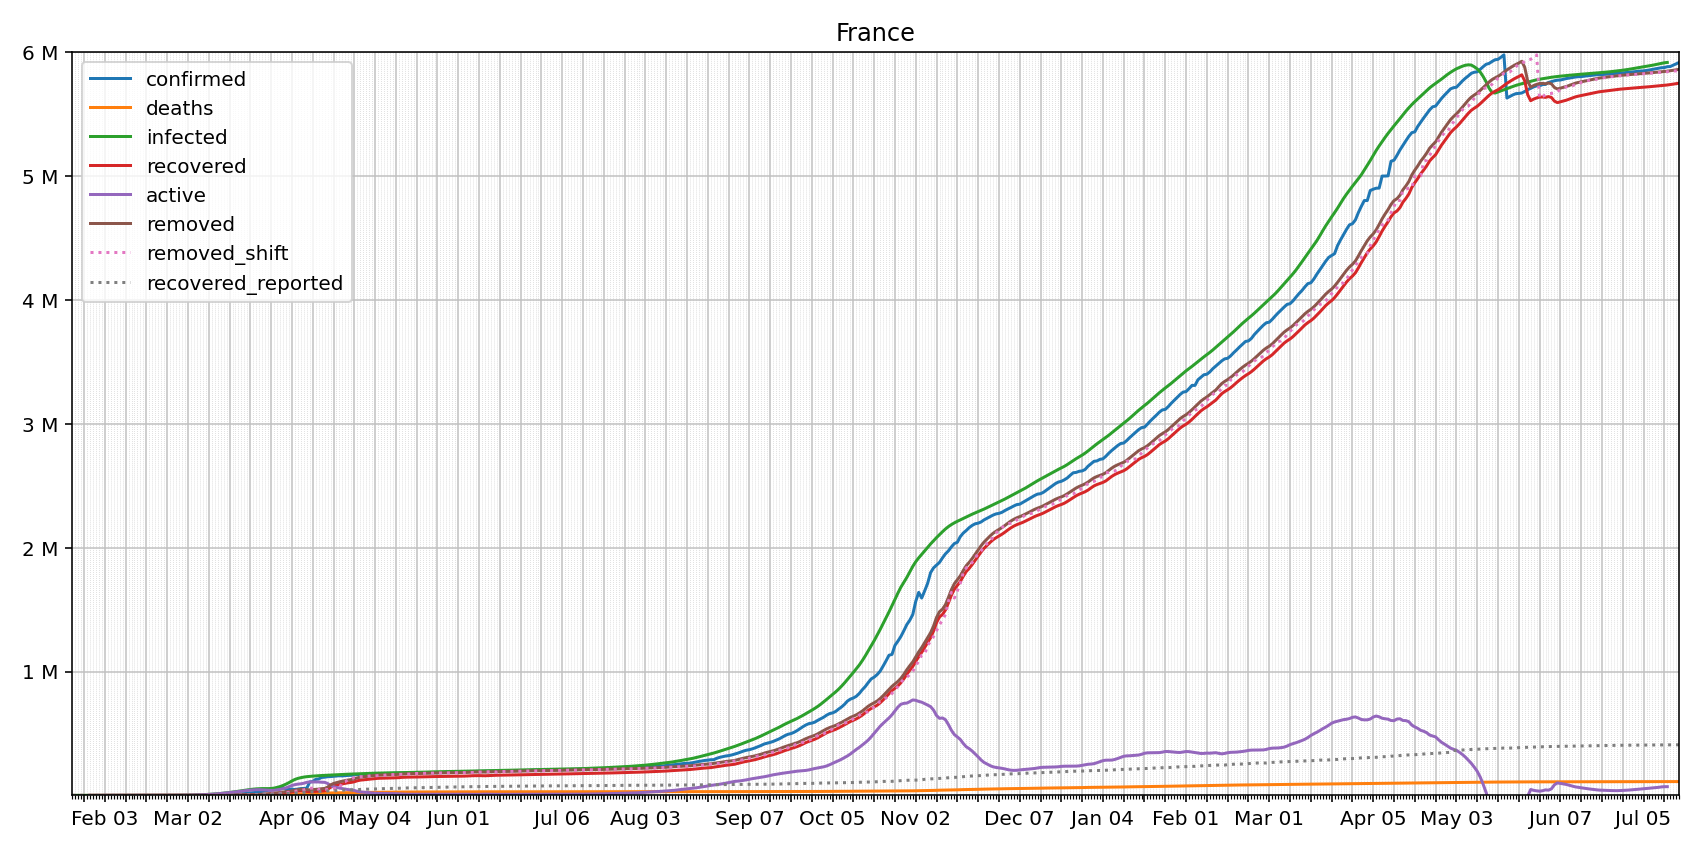 France
6 M
5 M
4 M
3 M
2 M
1 M
confirmed
deaths
infected
recovered
active
removed
removed_shift
recovered_reported
Feb 03 Mar 02 Apr 06 May 04 Jun 01 Jul 06 Aug 03 Sep 07 Oct 05 Nov 02 Dec 07 Jan 04 Feb 01 Mar 01 Apr 05 May 03 Jun 07 Jul 05